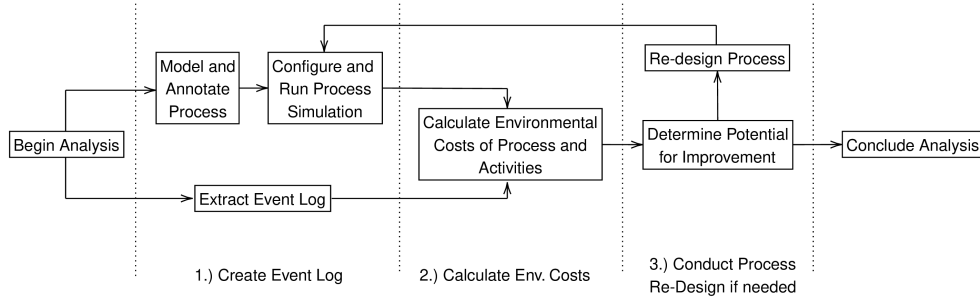 Begin Analysis
Model and
Annotate
Process
Configure and
Run Process
Simulation
Extract Event Log
Calculate Environmental
Costs of Process and
Activities
Re-design Process
Determine Potential
for Improvement
Conclude Analysis
1.) Create Event Log
2.) Calculate Env. Costs
3.) Conduct Process
Re-Design if needed